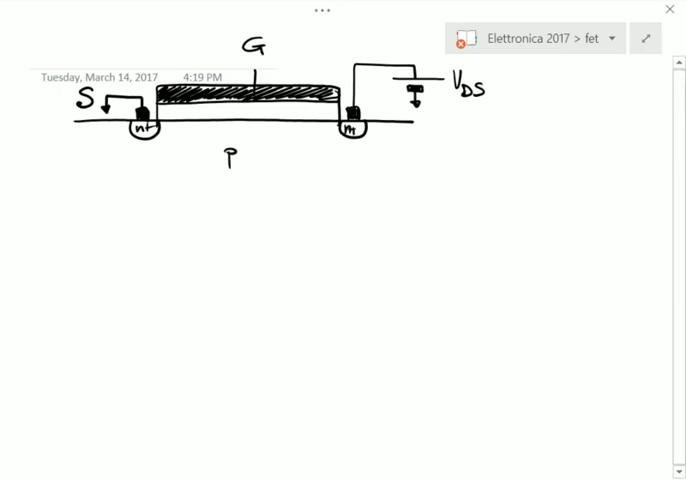 Elettronica 2017 > fet
G
Tuesday, March 14, 2017 4:19 PM
S
VDS
n+
n+
P